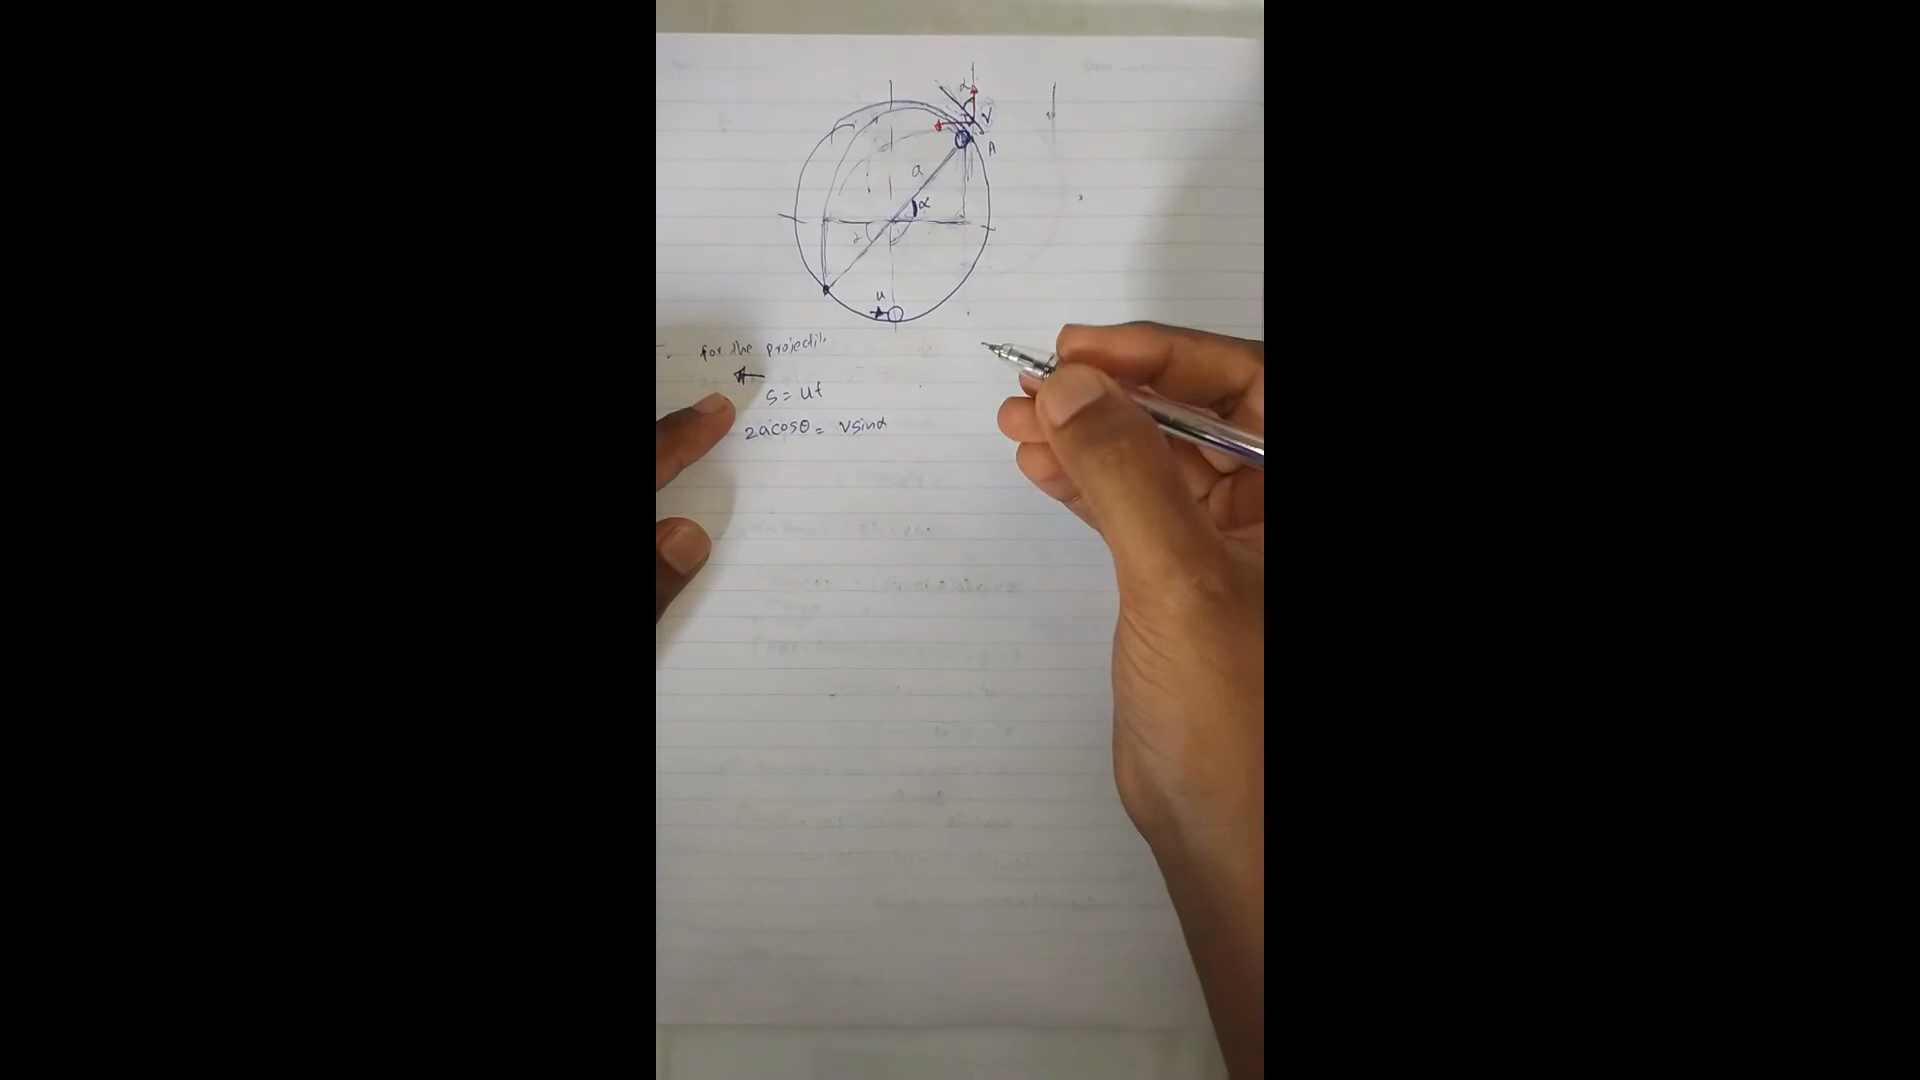 α
V
A
a
α
α
u
for the projectile
S = ut
2acosθ = Vsinα